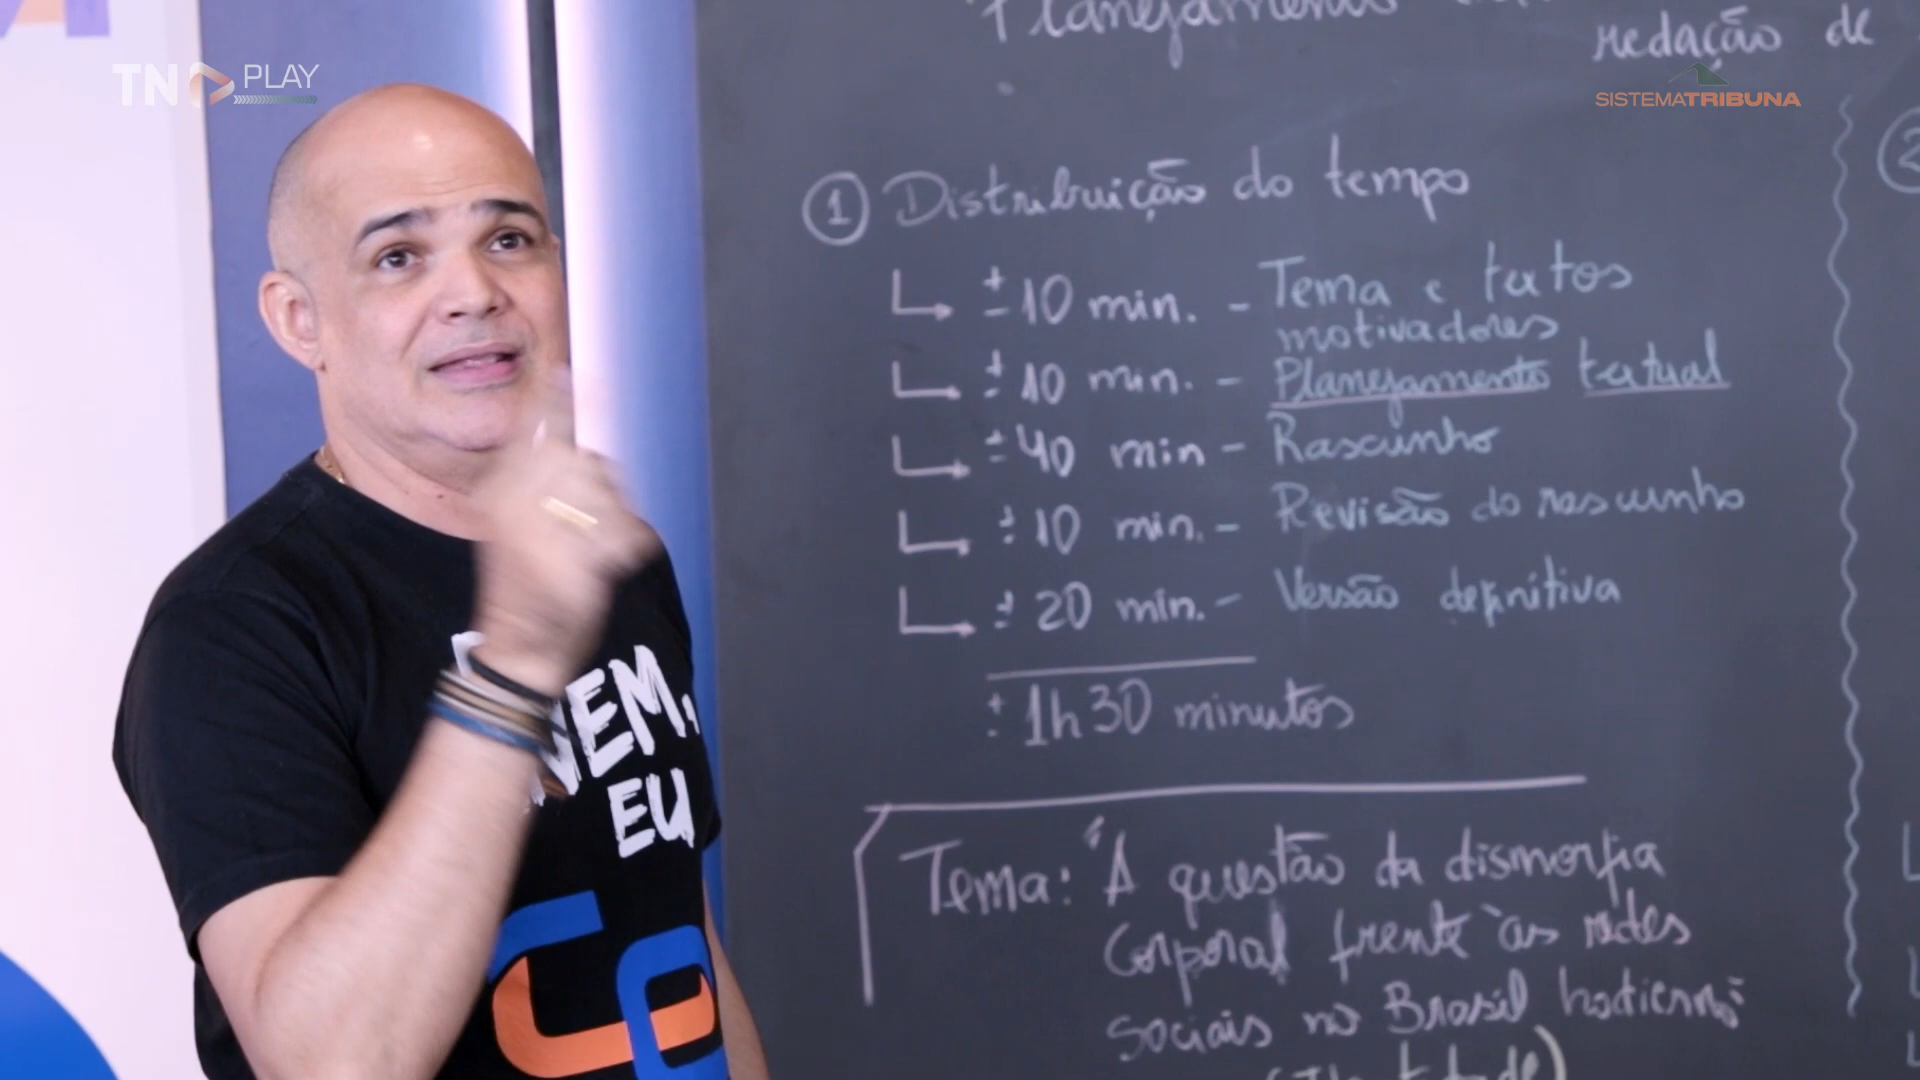 TN PLAY
SISTEMATRIBUNA
Planejamento
redação de
① Distribuição do tempo
± 10 min. - Tema e textos
motivadores
± 10 min. - Planejamento textual
± 40 min - Rascunho
± 10 min. - Revisão do rascunho
± 20 min. - Versão definitiva
± 1h30 minutos
Tema: "A questão da dismorfia
corporal frente às redes
sociais no Brasil hodierno"
EU